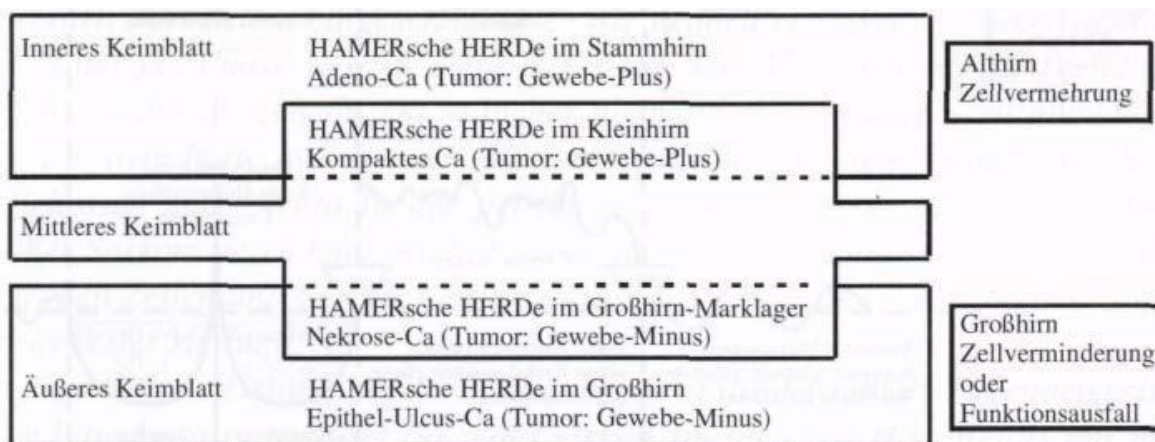 Inneres Keimblatt
HAMERsche HERDe im Stammhirn
Adeno-Ca (Tumor: Gewebe-Plus)
HAMERsche HERDe im Kleinhirn
Kompaktes Ca (Tumor: Gewebe-Plus)
Althirn
Zellvermehrung
Mittleres Keimblatt
HAMERsche HERDe im Großhirn-Marklager
Nekrose-Ca (Tumor: Gewebe-Minus)
Äußeres Keimblatt
HAMERsche HERDe im Großhirn
Epithel-Ulcus-Ca (Tumor: Gewebe-Minus)
Großhirn
Zellverminderung
oder
Funktionsausfall